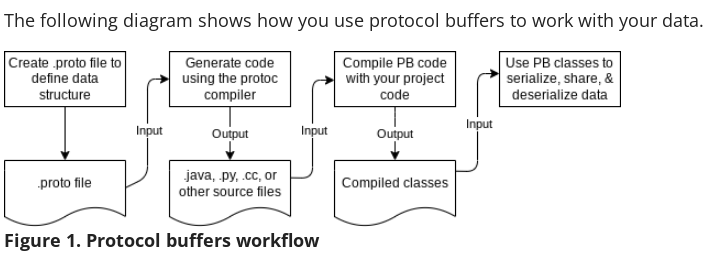 The following diagram shows how you use protocol buffers to work with your data.
Create .proto file to
define data
structure
Generate code
using the protoc
compiler
Compile PB code
with your project
code
Use PB classes to
serialize, share, &
deserialize data
Input
Output
Input
Output
Input
.proto file
.java, .py, .cc, or
other source files
Compiled classes
Figure 1. Protocol buffers workflow